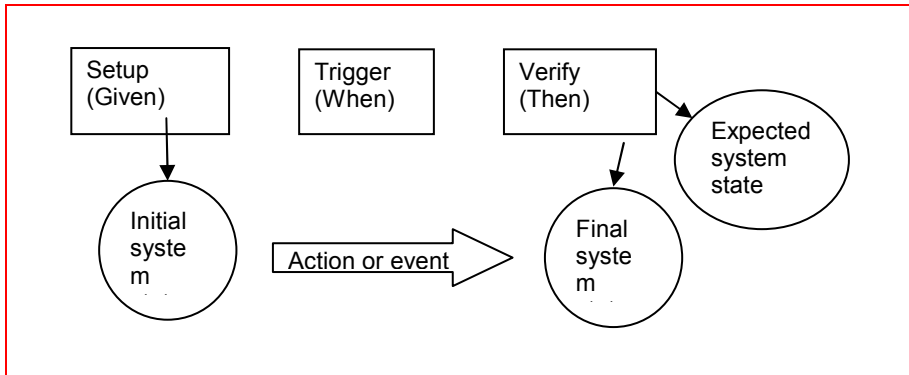 Setup
(Given)
Trigger
(When)
Verify
(Then)
Expected
system
state
Initial
syste
m
Action or event
Final
syste
m